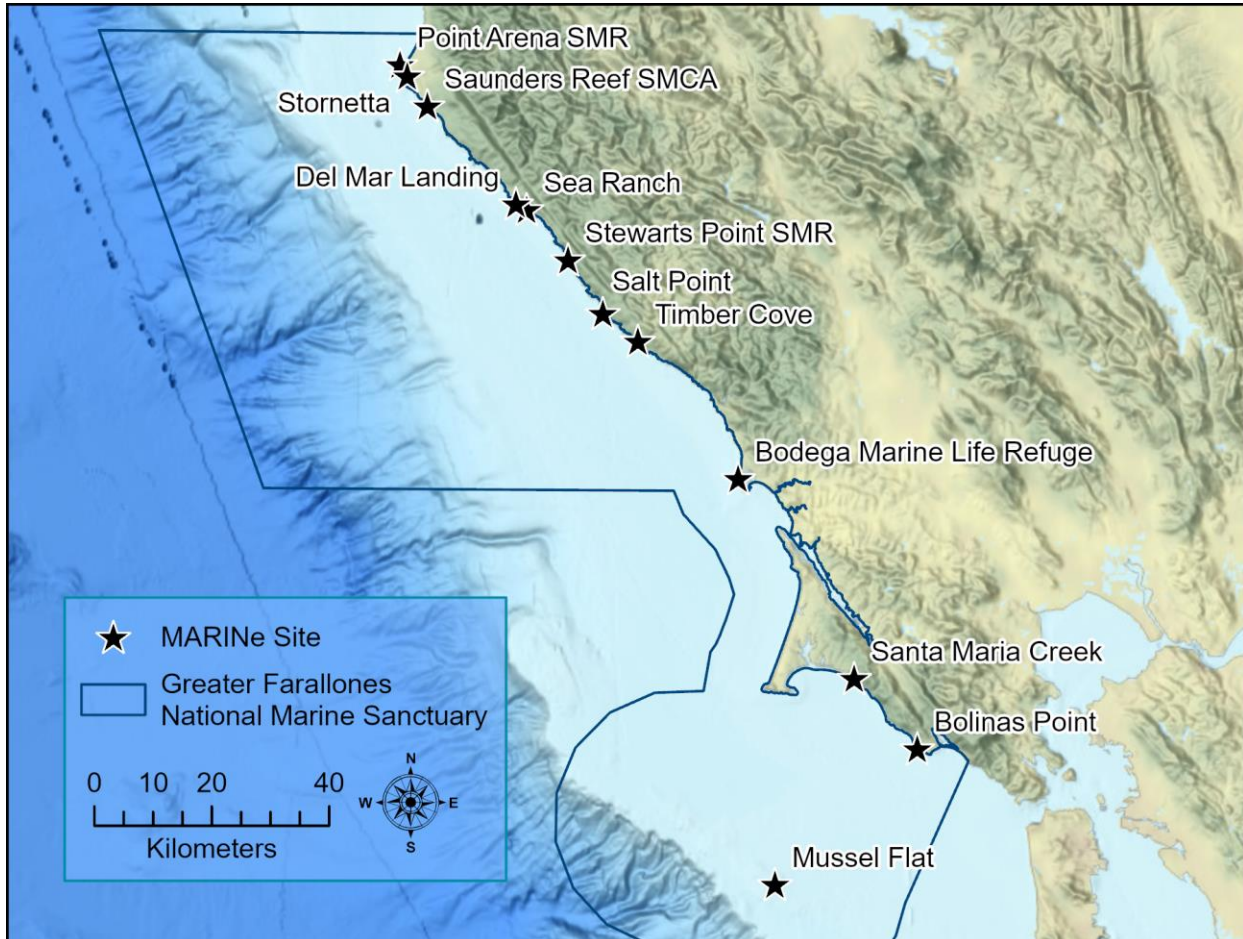 Point Arena SMR
Saunders Reef SMCA
Stornetta
Del Mar Landing
Sea Ranch
Stewarts Point SMR
Salt Point
Timber Cove
Bodega Marine Life Refuge
Santa Maria Creek
Bolinas Point
Mussel Flat
MARINe Site
Greater Farallones
National Marine Sanctuary
0 10 20 40
Kilometers
N
W E
S